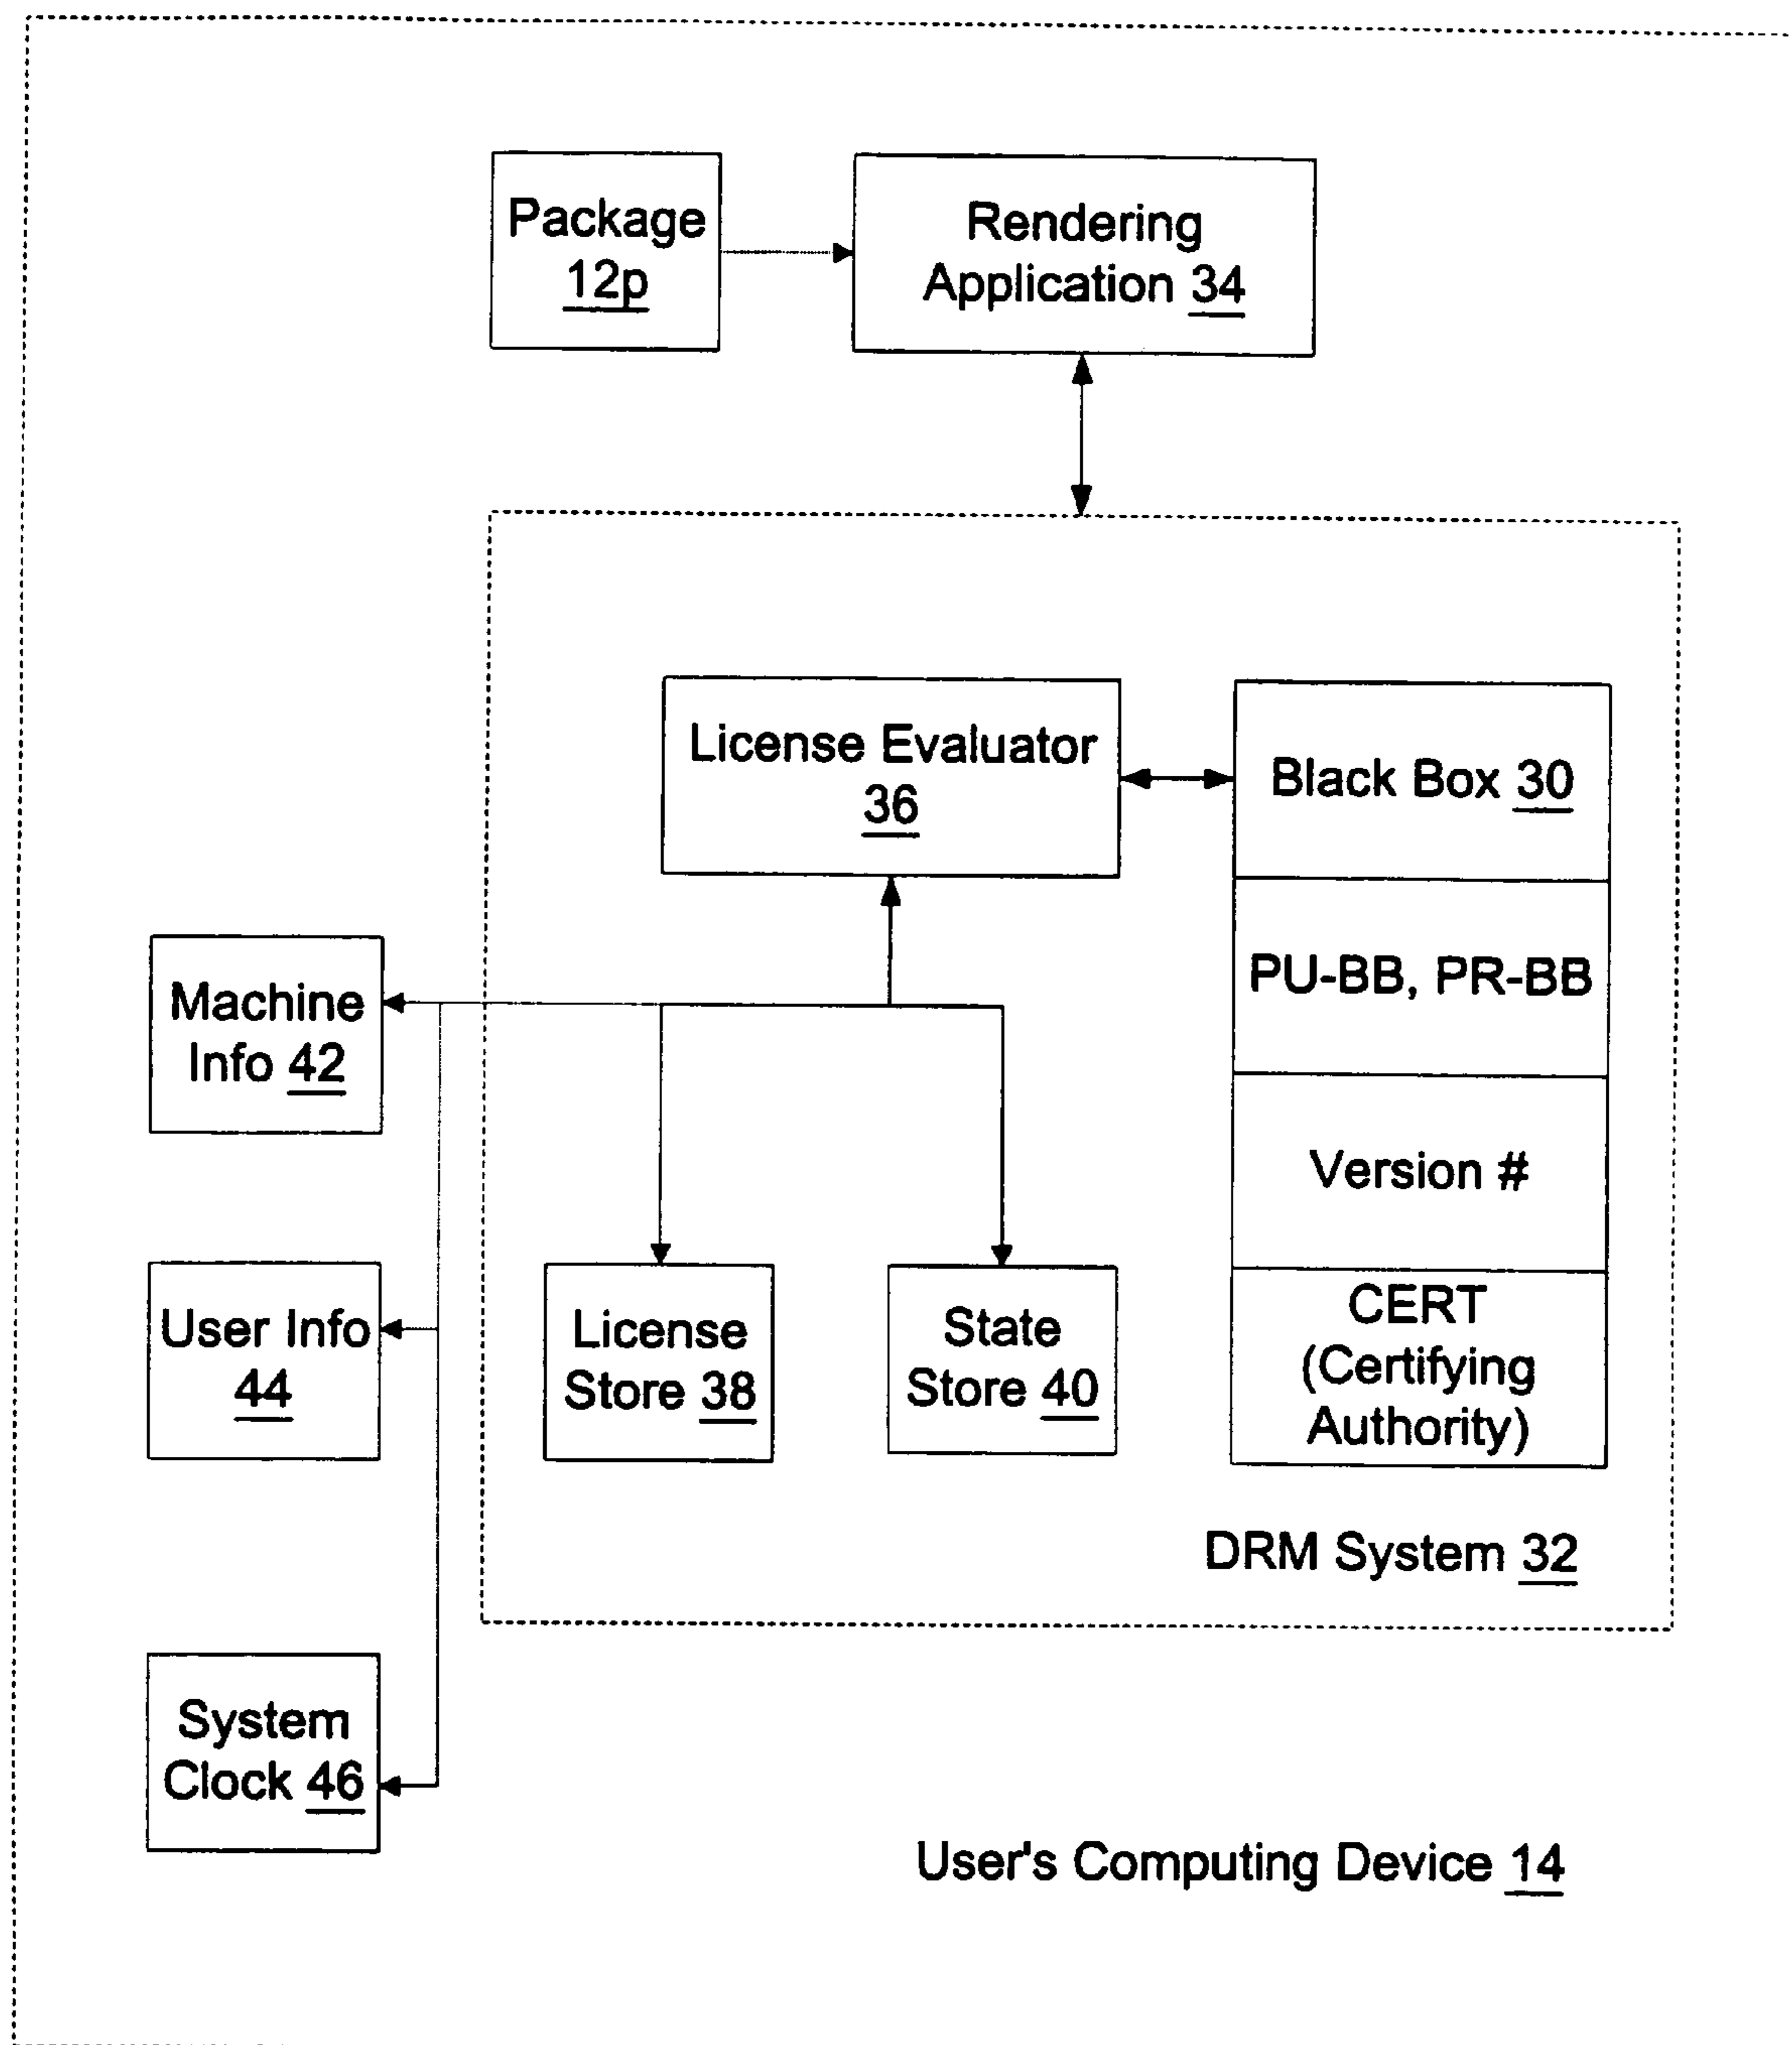 Package
12p
Rendering
Application 34
License Evaluator
36
Black Box 30
PU-BB, PR-BB
Version #
CERT
(Certifying
Authority)
Machine
Info 42
User Info
44
System
Clock 46
License
Store 38
State
Store 40
DRM System 32
User's Computing Device 14